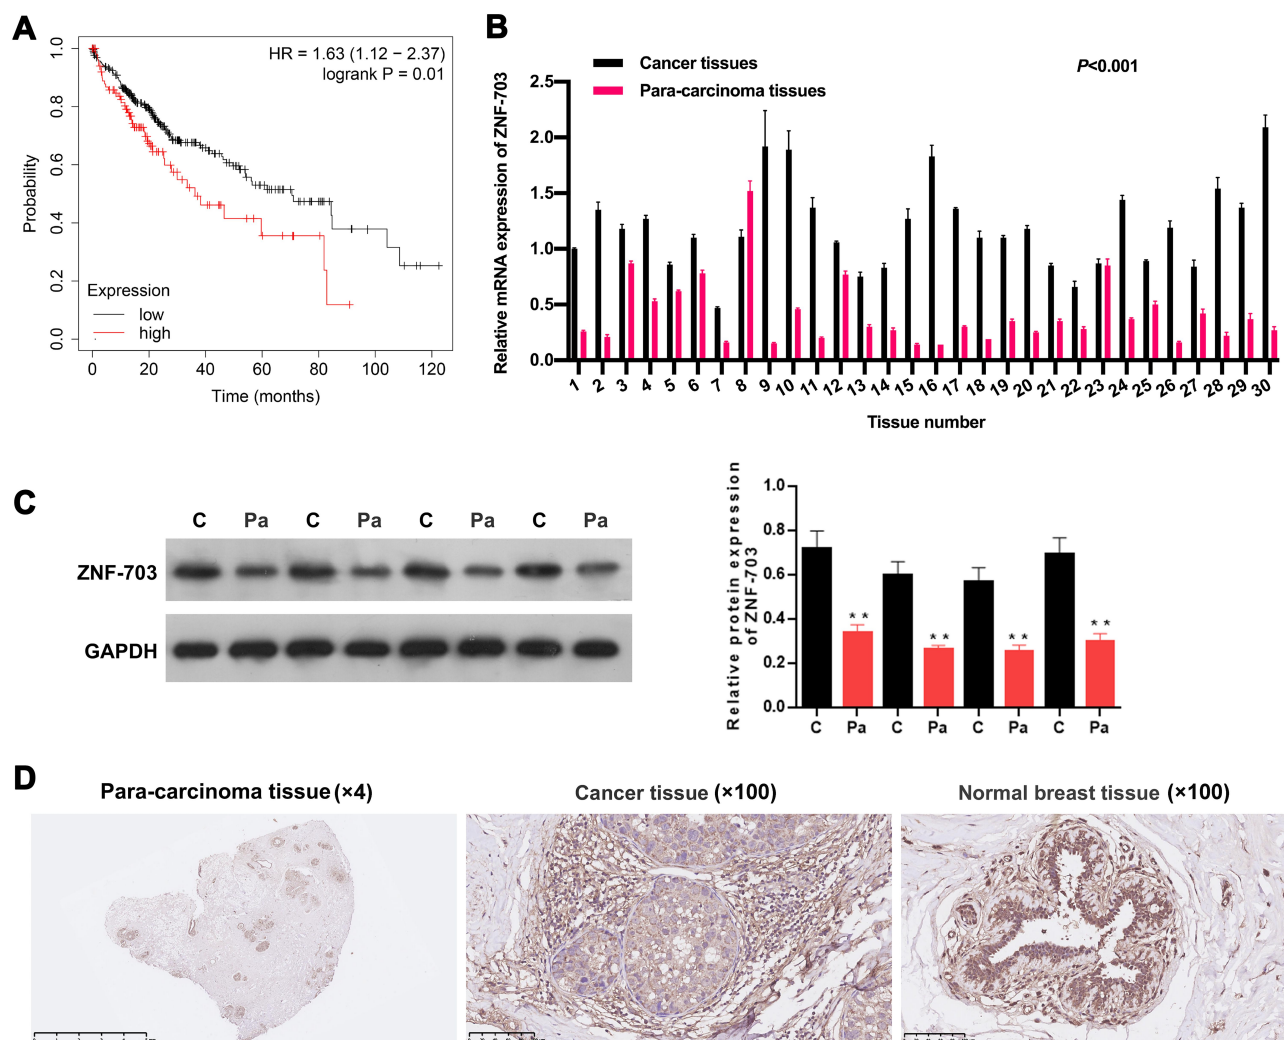 A
HR = 1.63 (1.12 − 2.37)
logrank P = 0.01
Probability
1.0
0.8
0.6
0.4
0.2
0.0
Expression
low
high
0 20 40 60 80 100 120
Time (months)
B
Cancer tissues
Para-carcinoma tissues
P<0.001
Relative mRNA expression of ZNF-703
2.5
2.0
1.5
1.0
0.5
0.0
1 2 3 4 5 6 7 8 9 10 11 12 13 14 15 16 17 18 19 20 21 22 23 24 25 26 27 28 29 30
Tissue number
C
C Pa C Pa C Pa C Pa
ZNF-703
GAPDH
Relative protein expression
of ZNF-703
1.0
0.8
0.6
0.4
0.2
0.0
** ** ** **
C Pa C Pa C Pa C Pa
D
Para-carcinoma tissue (×4)
Cancer tissue (×100)
Normal breast tissue (×100)